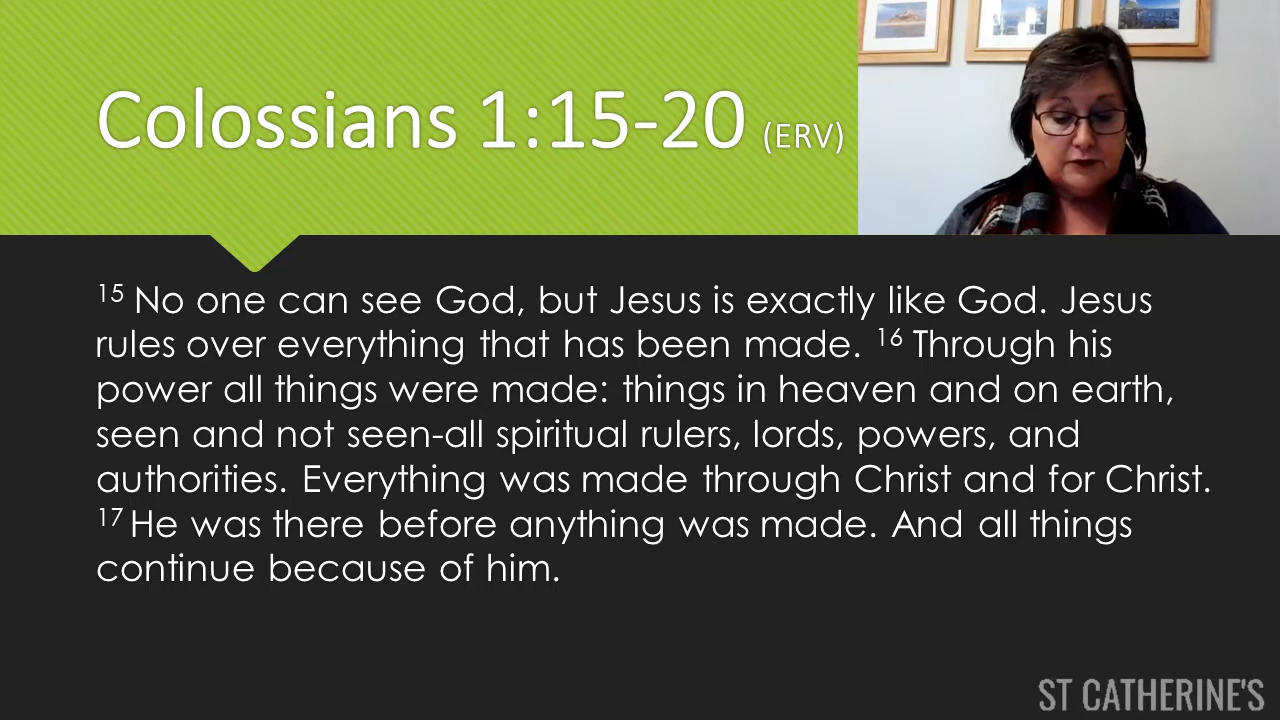 Colossians 1:15-20 (ERV)
15 No one can see God, but Jesus is exactly like God. Jesus
rules over everything that has been made. 16 Through his
power all things were made: things in heaven and on earth,
seen and not seen-all spiritual rulers, lords, powers, and
authorities. Everything was made through Christ and for Christ.
17 He was there before anything was made. And all things
continue because of him.
ST CATHERINE'S